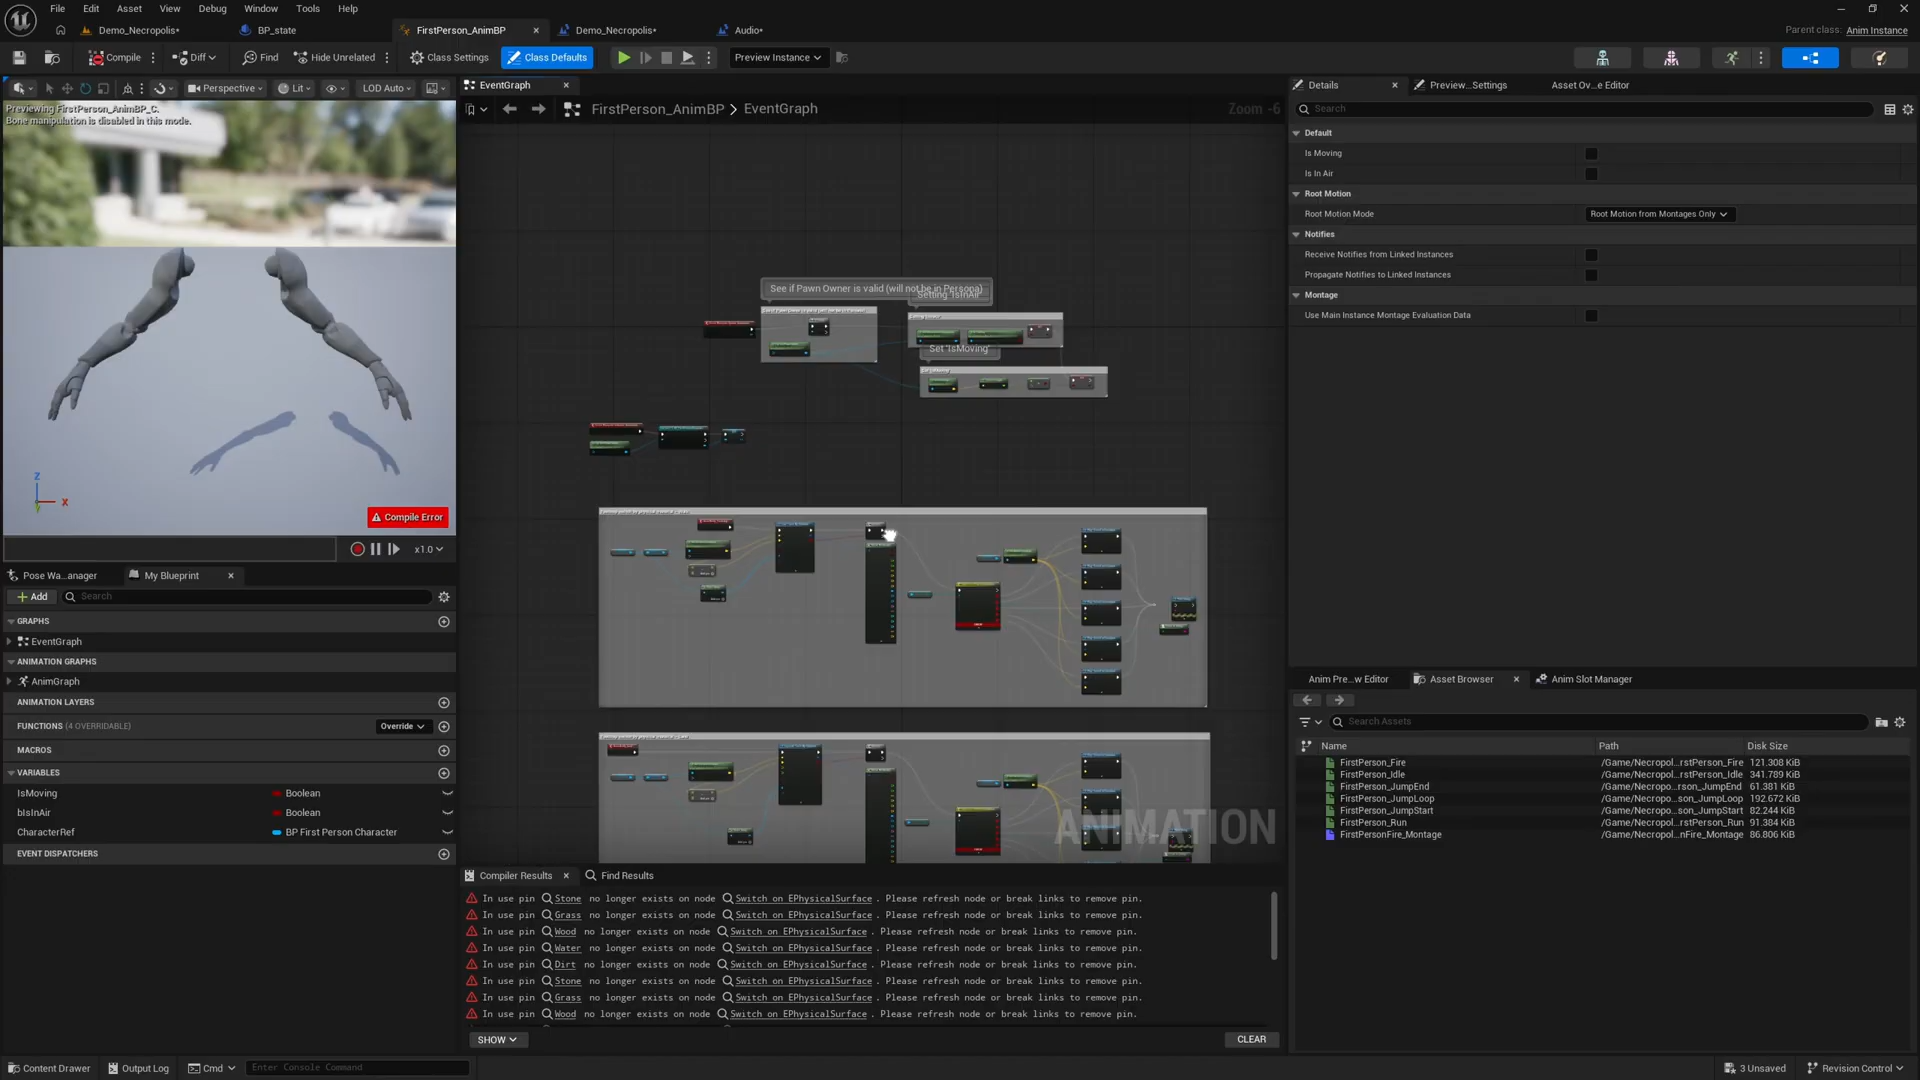 File Edit Asset View Debug Window Tools Help
Demo_Necropolis* BP_state FirstPerson_AnimBP Demo_Necropolis* Audio*
Parent class: Anim Instance
Compile Diff Find Hide Unrelated Class Settings Class Defaults Preview Instance
Perspective Lit LOD Auto
Previewing FirstPerson_AnimBP_C.
Bone manipulation is disabled in this mode.
Z
X
Compile Error
x1.0
Pose Wa...anager My Blueprint
Add Search
GRAPHS
EventGraph
ANIMATION GRAPHS
AnimGraph
ANIMATION LAYERS
FUNCTIONS (4 OVERRIDABLE) Override
MACROS
VARIABLES
IsMoving Boolean
bIsInAir Boolean
CharacterRef BP First Person Character
EVENT DISPATCHERS
EventGraph
FirstPerson_AnimBP > EventGraph
Zoom -6
See if Pawn Owner is valid (will not be in Persona)
Setting 'IsInAir'
Set 'IsMoving'
ANIMATION
Compiler Results Find Results
In use pin Stone no longer exists on node Switch on EPhysicalSurface . Please refresh node or break links to remove pin.
In use pin Grass no longer exists on node Switch on EPhysicalSurface . Please refresh node or break links to remove pin.
In use pin Wood no longer exists on node Switch on EPhysicalSurface . Please refresh node or break links to remove pin.
In use pin Water no longer exists on node Switch on EPhysicalSurface . Please refresh node or break links to remove pin.
In use pin Dirt no longer exists on node Switch on EPhysicalSurface . Please refresh node or break links to remove pin.
In use pin Stone no longer exists on node Switch on EPhysicalSurface . Please refresh node or break links to remove pin.
In use pin Grass no longer exists on node Switch on EPhysicalSurface . Please refresh node or break links to remove pin.
In use pin Wood no longer exists on node Switch on EPhysicalSurface . Please refresh node or break links to remove pin.
SHOW CLEAR
Details Preview...Settings Asset Ov...e Editor
Search
Default
Is Moving
Is In Air
Root Motion
Root Motion Mode Root Motion from Montages Only
Notifies
Receive Notifies from Linked Instances
Propagate Notifies to Linked Instances
Montage
Use Main Instance Montage Evaluation Data
Anim Pre...w Editor Asset Browser Anim Slot Manager
Search Assets
Name Path Disk Size
FirstPerson_Fire /Game/Necropol...rstPerson_Fire 121.308 KiB
FirstPerson_Idle /Game/Necropol...rstPerson_Idle 341.789 KiB
FirstPerson_JumpEnd /Game/Necropol...rson_JumpEnd 61.381 KiB
FirstPerson_JumpLoop /Game/Necropol...son_JumpLoop 192.672 KiB
FirstPerson_JumpStart /Game/Necropol...son_JumpStart 82.244 KiB
FirstPerson_Run /Game/Necropol...rstPerson_Run 91.384 KiB
FirstPersonFire_Montage /Game/Necropol...nFire_Montage 86.806 KiB
Content Drawer Output Log Cmd Enter Console Command 3 Unsaved Revision Control